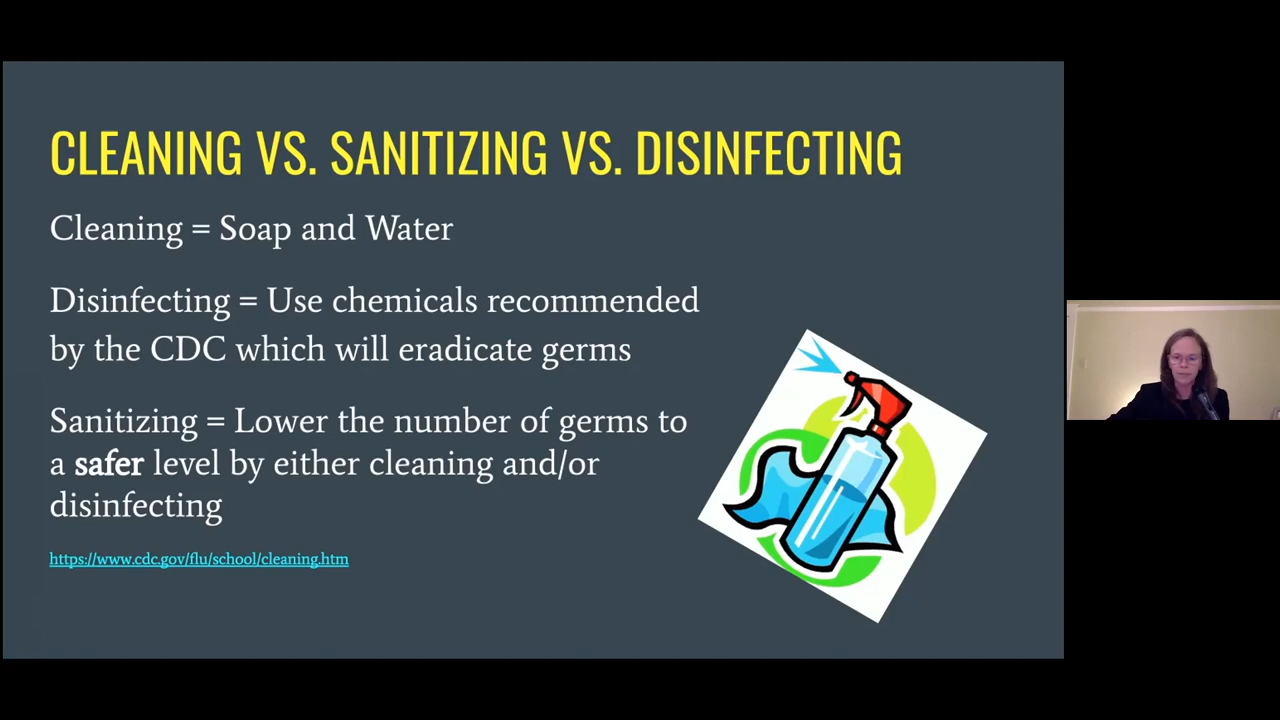 CLEANING VS. SANITIZING VS. DISINFECTING
Cleaning = Soap and Water
Disinfecting = Use chemicals recommended
by the CDC which will eradicate germs
Sanitizing = Lower the number of germs to
a safer level by either cleaning and/or
disinfecting
https://www.cdc.gov/flu/school/cleaning.htm